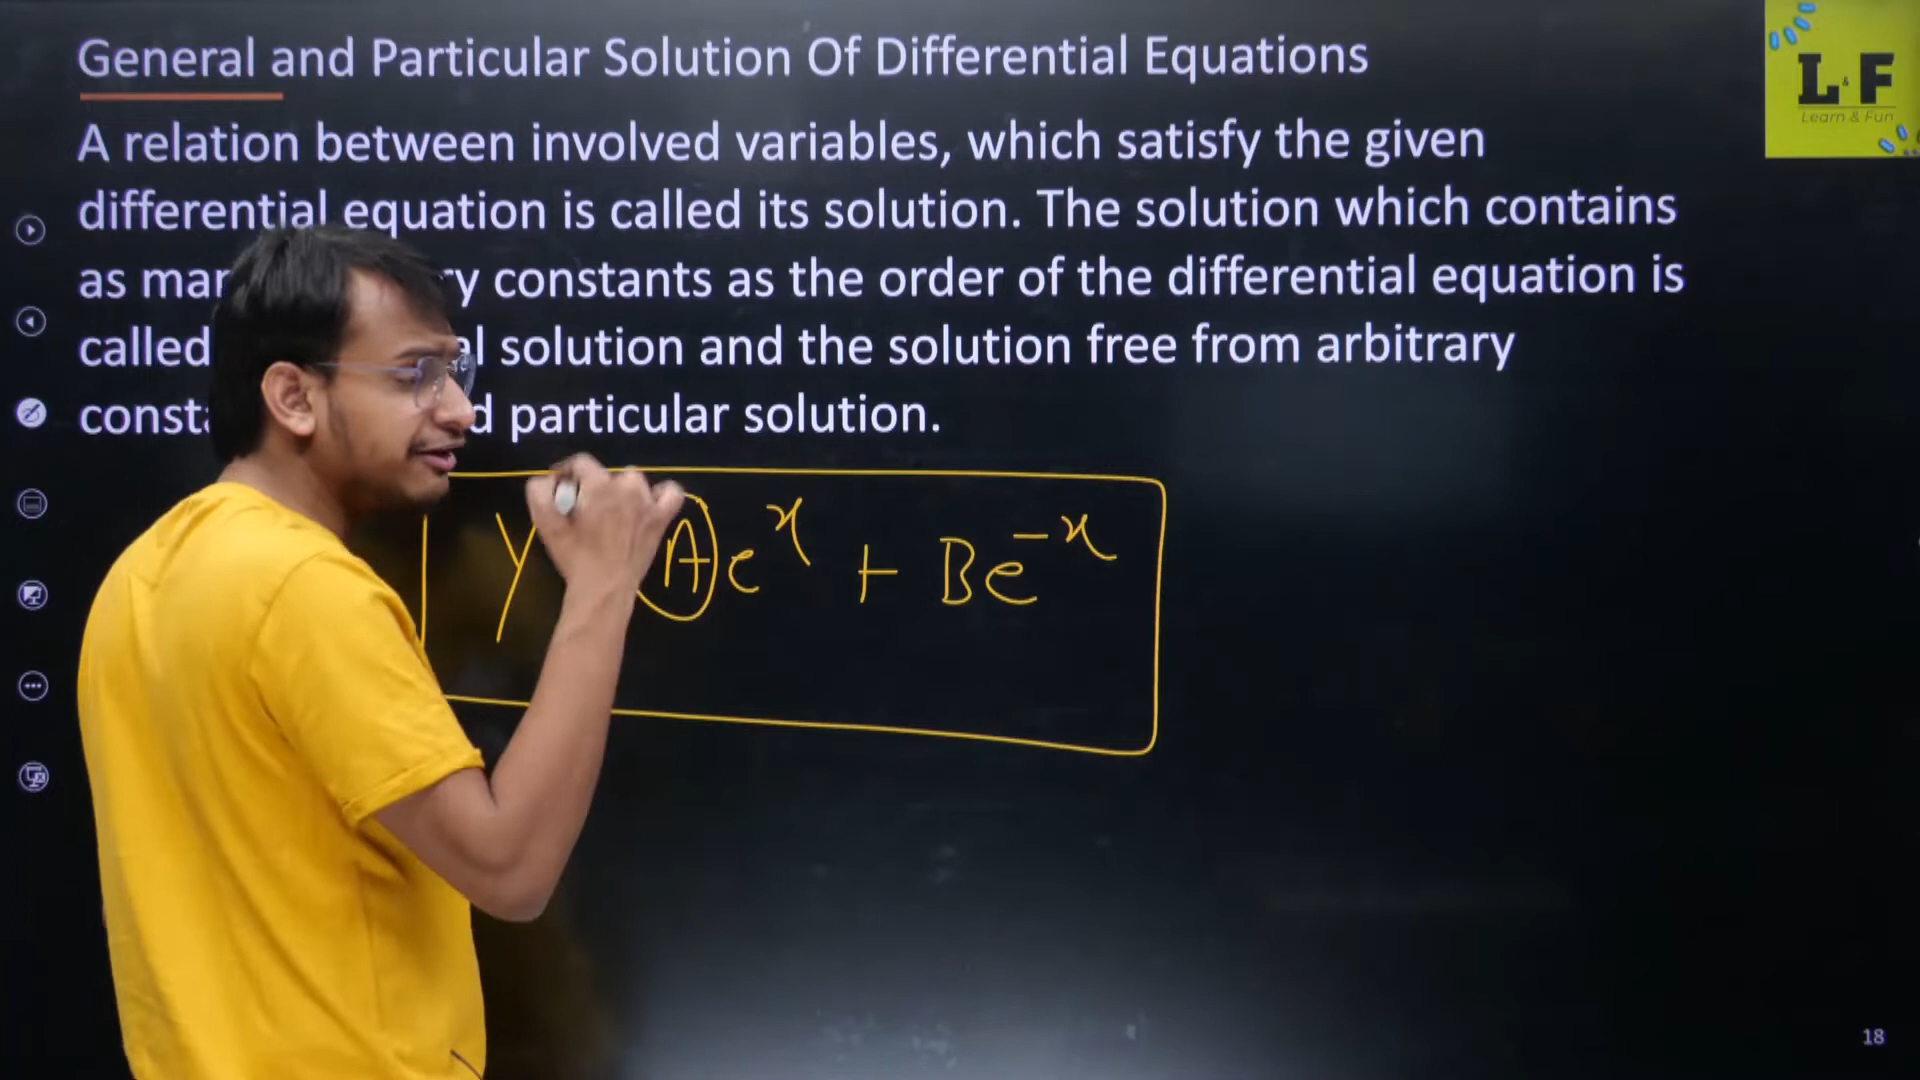 General and Particular Solution Of Differential Equations
A relation between involved variables, which satisfy the given
differential equation is called its solution. The solution which contains
as constants as the order of the differential equation is
called solution and the solution free from arbitrary
particular solution.
y Ae^x + Be^-x
L&F
Learn & Fun
18